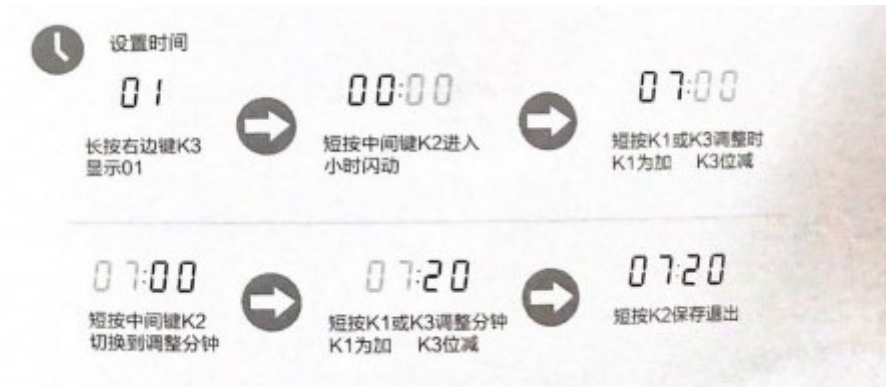 设置时间
01
00:00
07:00
长按右边键K3
显示01
短按中间键K2进入
小时闪动
短按K1或K3调整时
K1为加 K3位减
07:00
07:20
07:20
短按中间键K2
切换到调整分钟
短按K1或K3调整分钟
K1为加 K3位减
短按K2保存退出